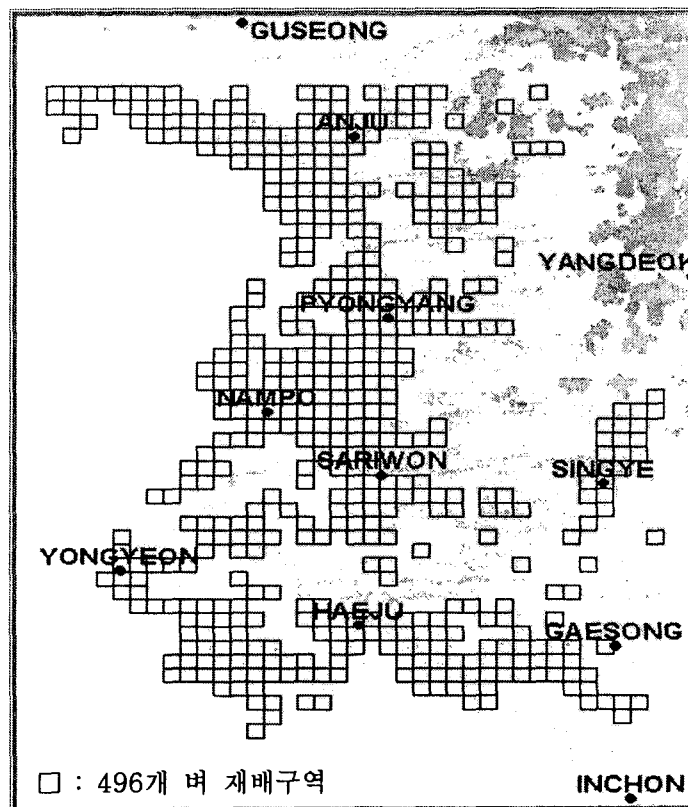 GUSEONG
ANJU
YANGDEOK
PYONGYANG
NAMPO
SARIWON
SINGYE
YONGYEON
HAEJU
GAESONG
□ : 496개 벼 재배구역
INCHON